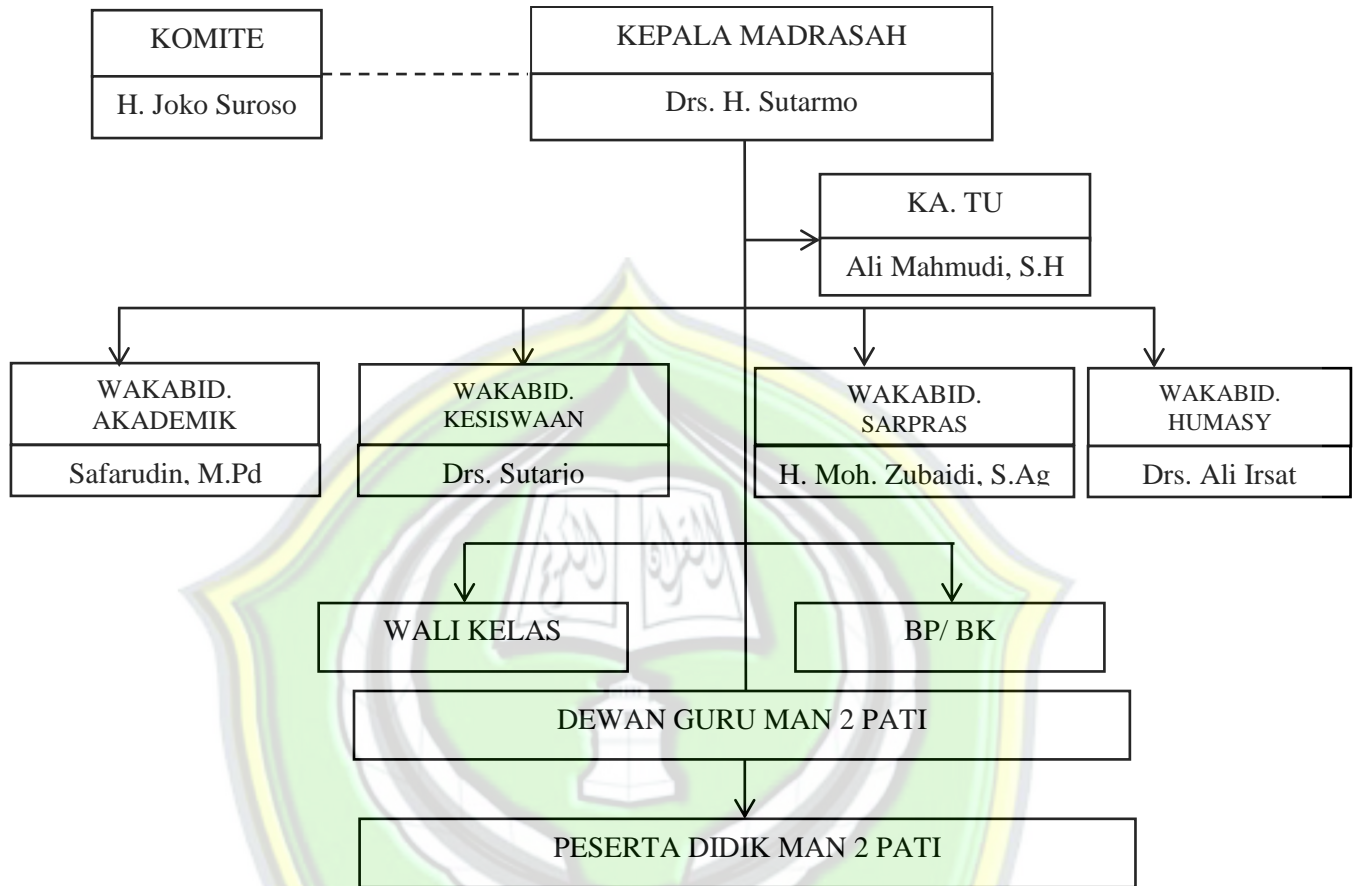 KOMITE
H. Joko Suroso
KEPALA MADRASAH
Drs. H. Sutarmo
KA. TU
Ali Mahmudi, S.H
WAKABID.
AKADEMIK
Safarudin, M.Pd
WAKABID.
KESISWAAN
Drs. Sutarjo
WAKABID.
SARPRAS
H. Moh. Zubaidi, S.Ag
WAKABID.
HUMASY
Drs. Ali Irsat
WALI KELAS
BP/ BK
DEWAN GURU MAN 2 PATI
PESERTA DIDIK MAN 2 PATI